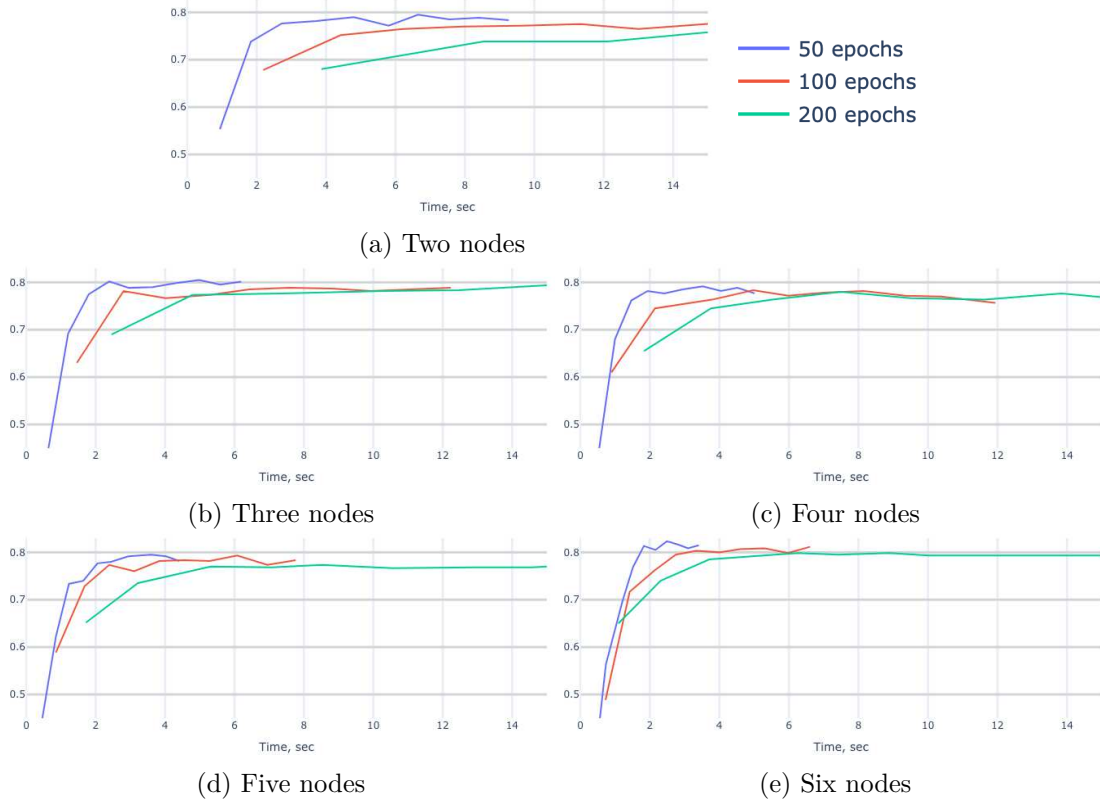 0.8
0.7
0.6
0.5
0 2 4 6 8 10 12 14
Time, sec
50 epochs
100 epochs
200 epochs
(a) Two nodes
0.8
0.7
0.6
0.5
0 2 4 6 8 10 12 14
Time, sec
(b) Three nodes
0.8
0.7
0.6
0.5
0 2 4 6 8 10 12 14
Time, sec
(c) Four nodes
0.8
0.7
0.6
0.5
0 2 4 6 8 10 12 14
Time, sec
(d) Five nodes
0.8
0.7
0.6
0.5
0 2 4 6 8 10 12 14
Time, sec
(e) Six nodes